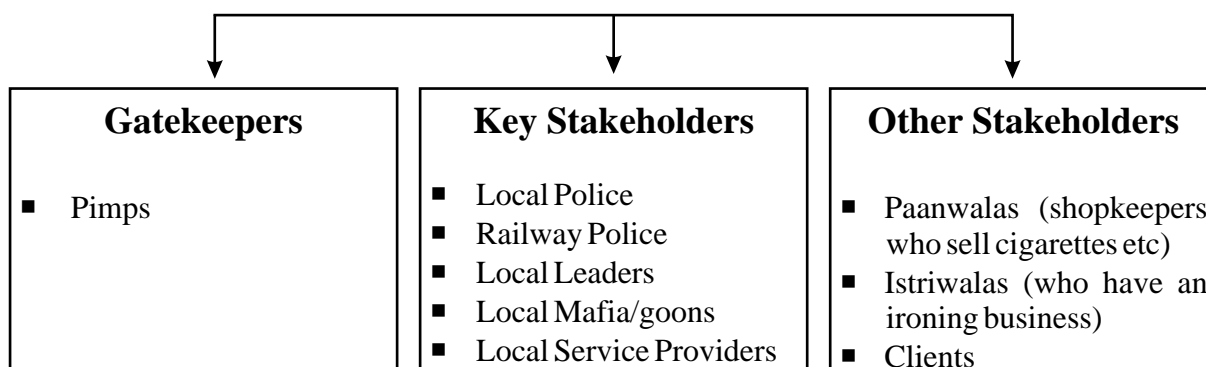 Gatekeepers
■ Pimps
Key Stakeholders
■ Local Police
■ Railway Police
■ Local Leaders
■ Local Mafia/goons
■ Local Service Providers
Other Stakeholders
■ Paanwalas (shopkeepers
who sell cigarettes etc)
■ Istriwalas (who have an
ironing business)
■ Clients